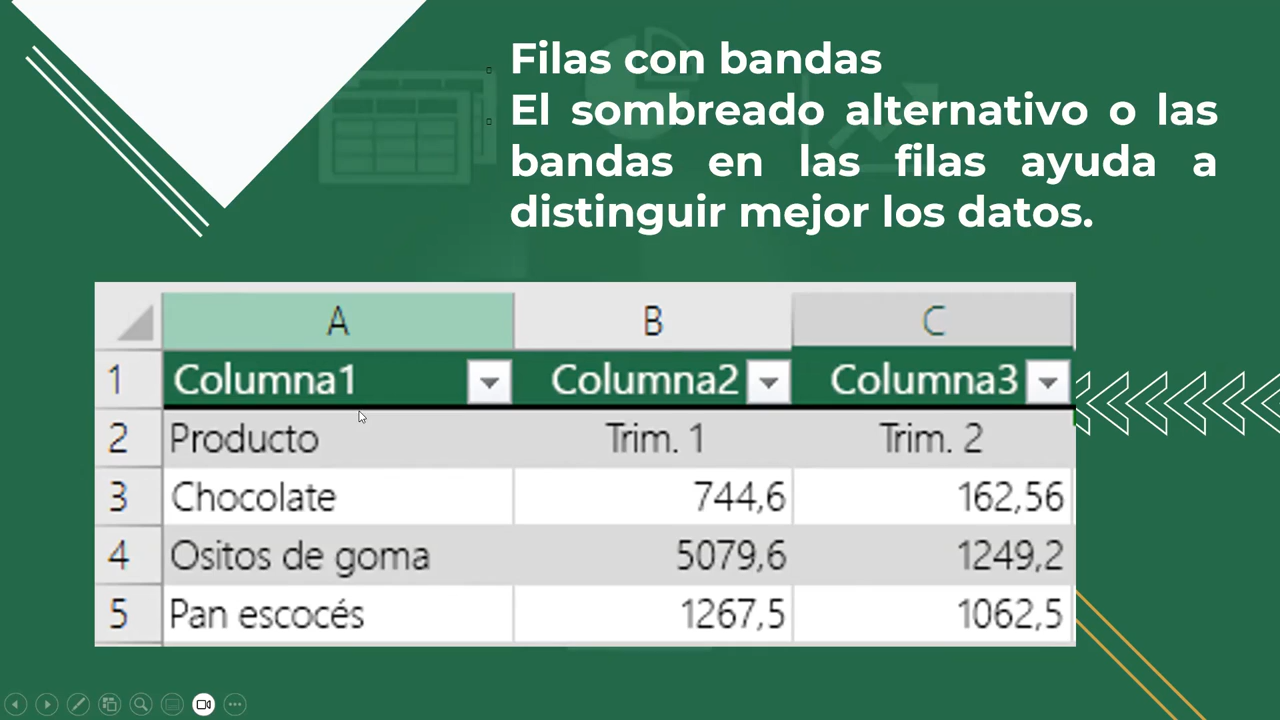 Filas con bandas
El sombreado alternativo o las
bandas en las filas ayuda a
distinguir mejor los datos.
A B C
1 Columna1 Columna2 Columna3
2 Producto Trim. 1 Trim. 2
3 Chocolate 744,6 162,56
4 Ositos de goma 5079,6 1249,2
5 Pan escocés 1267,5 1062,5